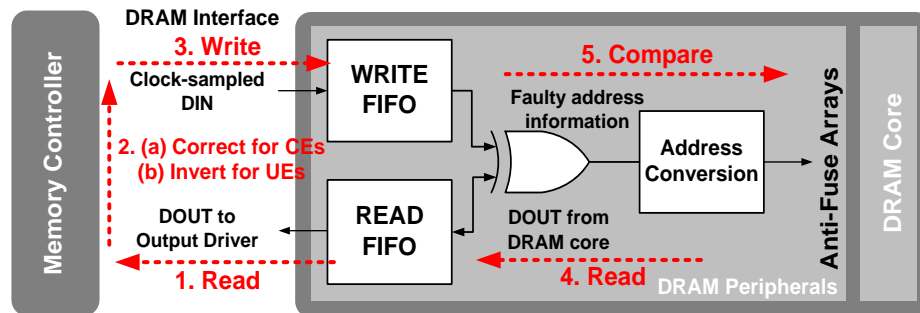 DRAM Interface
3. Write
Clock-sampled
DIN
WRITE
FIFO
5. Compare
Faulty address
information
Memory Controller
2. (a) Correct for CEs
(b) Invert for UEs
Address
Conversion
Anti-Fuse Arrays
DRAM Core
DOUT to
Output Driver
READ
FIFO
DOUT from
DRAM core
1. Read
4. Read
DRAM Peripherals